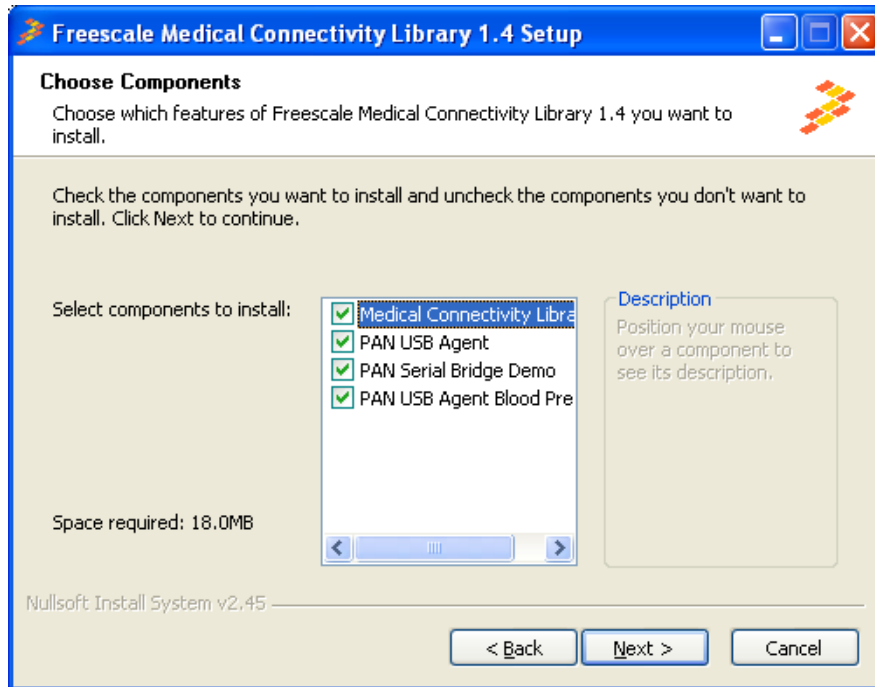 Freescale Medical Connectivity Library 1.4 Setup
Choose Components
Choose which features of Freescale Medical Connectivity Library 1.4 you want to
install.
Check the components you want to install and uncheck the components you don't want to
install. Click Next to continue.
Select components to install:
Medical Connectivity Libra
PAN USB Agent
PAN Serial Bridge Demo
PAN USB Agent Blood Pre
Description
Position your mouse
over a component to
see its description.
Space required: 18.0MB
Nullsoft Install System v2.45
< Back
Next >
Cancel